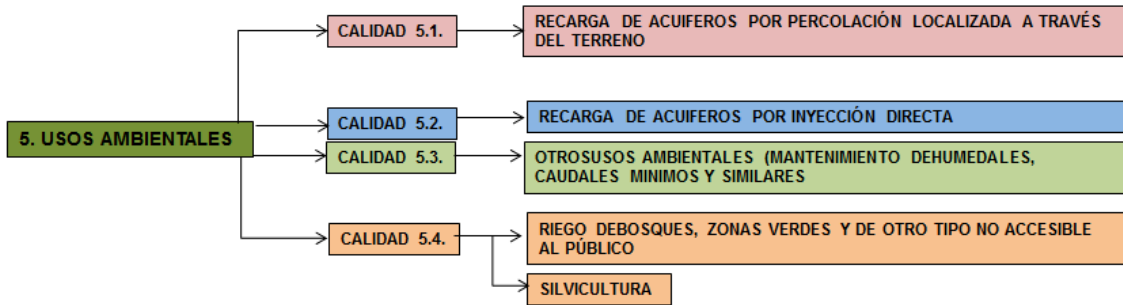 CALIDAD 5.1.
RECARGA DE ACUIFEROS POR PERCOLACIÓN LOCALIZADA A TRAVÉS
DEL TERRENO
5. USOS AMBIENTALES
CALIDAD 5.2.
RECARGA DE ACUIFEROS POR INYECCIÓN DIRECTA
CALIDAD 5.3.
OTROSUSOS AMBIENTALES (MANTENIMIENTO DEHUMEDALES,
CAUDALES MINIMOS Y SIMILARES
CALIDAD 5.4.
RIEGO DEBOSQUES, ZONAS VERDES Y DE OTRO TIPO NO ACCESIBLE
AL PÚBLICO
SILVICULTURA